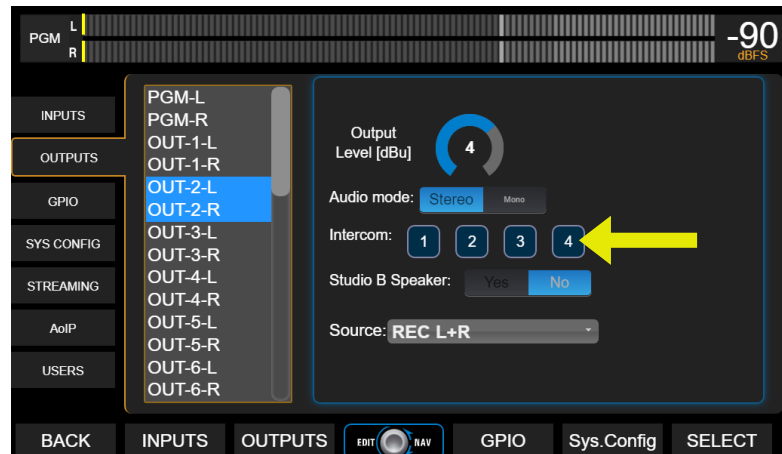 PGM L
R
-90
dBFS
INPUTS
OUTPUTS
GPIO
SYS CONFIG
STREAMING
AoIP
USERS
PGM-L
PGM-R
OUT-1-L
OUT-1-R
OUT-2-L
OUT-2-R
OUT-3-L
OUT-3-R
OUT-4-L
OUT-4-R
OUT-5-L
OUT-5-R
OUT-6-L
OUT-6-R
Output
Level [dBu]
4
Audio mode: Stereo Mono
Intercom: 1 2 3 4
Studio B Speaker: Yes No
Source: REC L+R
BACK INPUTS OUTPUTS EDIT NAV GPIO Sys.Config SELECT